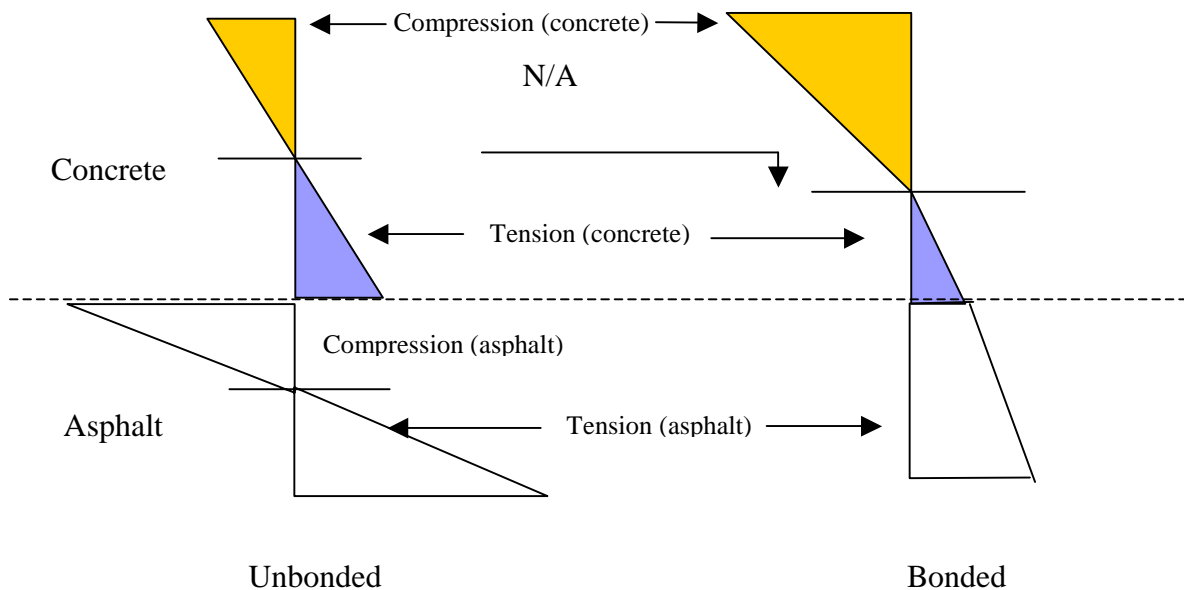 Compression (concrete)
N/A
Concrete
Tension (concrete)
Compression (asphalt)
Asphalt
Tension (asphalt)
Unbonded
Bonded